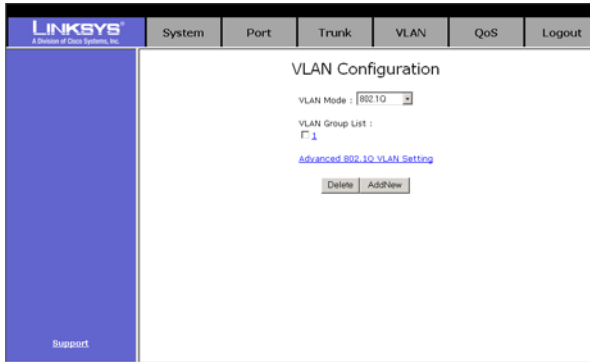 LINKSYS®
A Division of Cisco Systems, Inc.
System Port Trunk VLAN QoS Logout
VLAN Configuration
VLAN Mode : 802.1Q
VLAN Group List :
1
Advanced 802.1Q VLAN Setting
Delete AddNew
Support